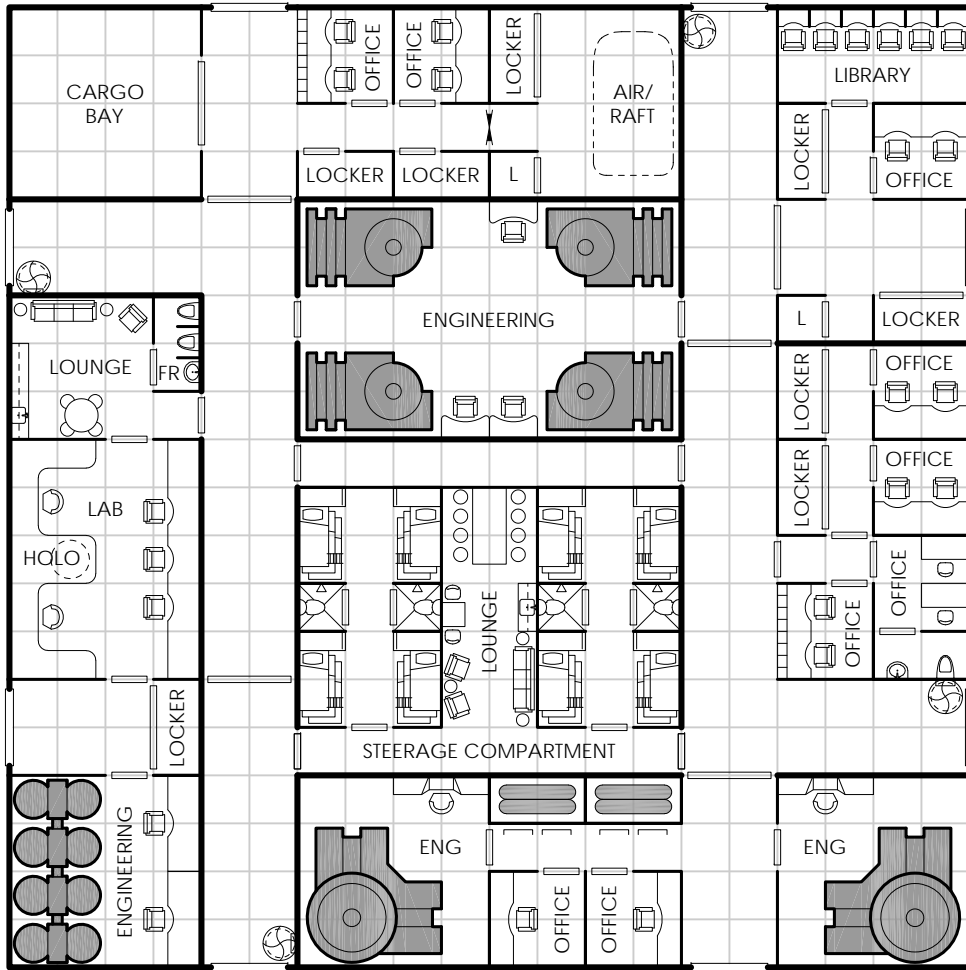 CARGO
BAY
OFFICE
OFFICE
LOCKER
AIR/
RAFT
LIBRARY
LOCKER
LOCKER
L
LOCKER
OFFICE
ENGINEERING
L
LOCKER
LOUNGE
FR
LOCKER
OFFICE
LOCKER
OFFICE
LAB
HOLO
LOUNGE
OFFICE
OFFICE
LOCKER
STEERAGE COMPARTMENT
ENGINEERING
ENG
OFFICE
OFFICE
ENG